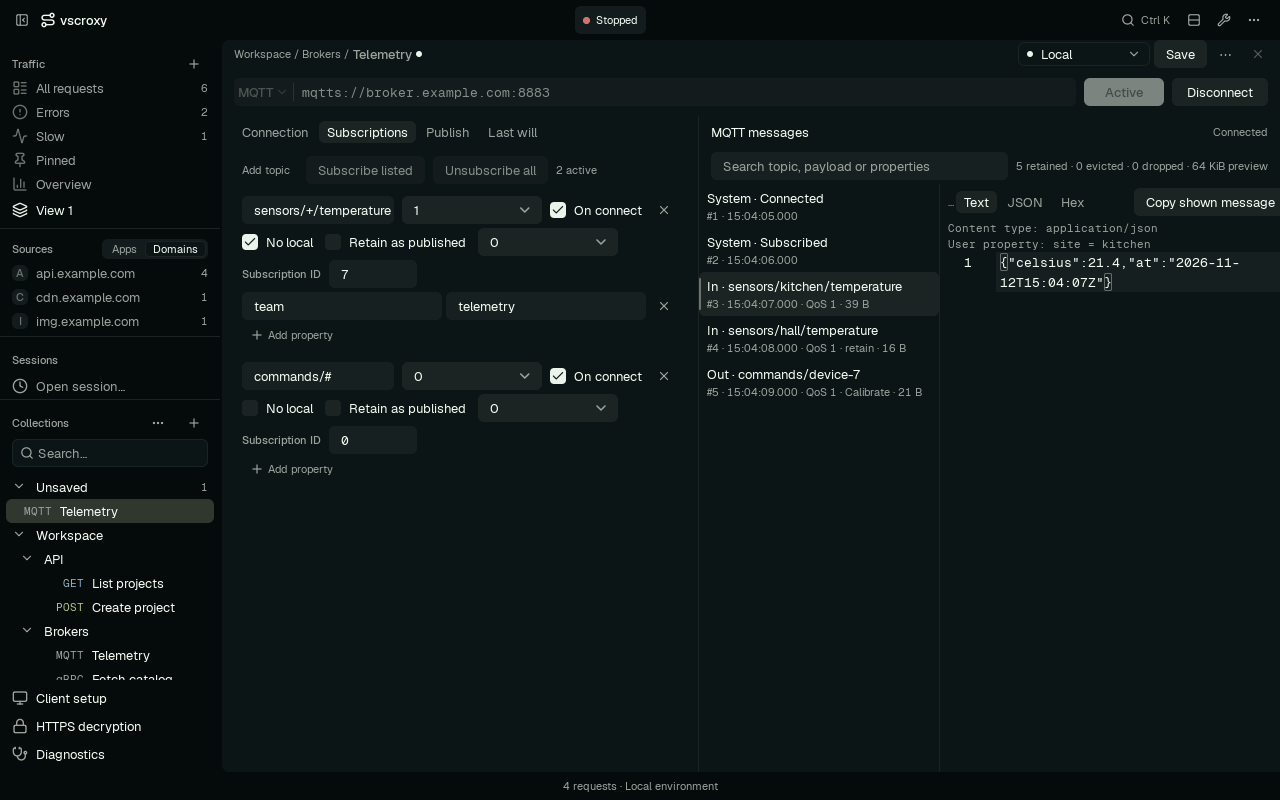 vscroxy
Stopped
Ctrl K
Traffic
All requests 6
Errors 2
Slow 1
Pinned
Overview
View 1
Sources Apps Domains
A api.example.com 4
C cdn.example.com 1
I img.example.com 1
Sessions
Open session...
Collections
Search...
Unsaved 1
MQTT Telemetry
Workspace
API
GET List projects
POST Create project
Brokers
MQTT Telemetry
gRPC Fetch catalog
Client setup
HTTPS decryption
Diagnostics
Workspace / Brokers / Telemetry
Local
Save
MQTT mqtts://broker.example.com:8883
Active
Disconnect
Connection Subscriptions Publish Last will
Add topic Subscribe listed Unsubscribe all 2 active
sensors/+/temperature 1 On connect
No local Retain as published 0
Subscription ID 7
team telemetry
Add property
commands/# 0 On connect
No local Retain as published 0
Subscription ID 0
Add property
MQTT messages Connected
Search topic, payload or properties 5 retained · 0 evicted · 0 dropped · 64 KiB preview
System · Connected
#1 · 15:04:05.000
System · Subscribed
#2 · 15:04:06.000
In · sensors/kitchen/temperature
#3 · 15:04:07.000 · QoS 1 · 39 B
In · sensors/hall/temperature
#4 · 15:04:08.000 · QoS 1 · retain · 16 B
Out · commands/device-7
#5 · 15:04:09.000 · QoS 1 · Calibrate · 21 B
Text JSON Hex Copy shown message
Content type: application/json
User property: site = kitchen
1 {"celsius":21.4,"at":"2026-11-
12T15:04:07Z"}
4 requests · Local environment